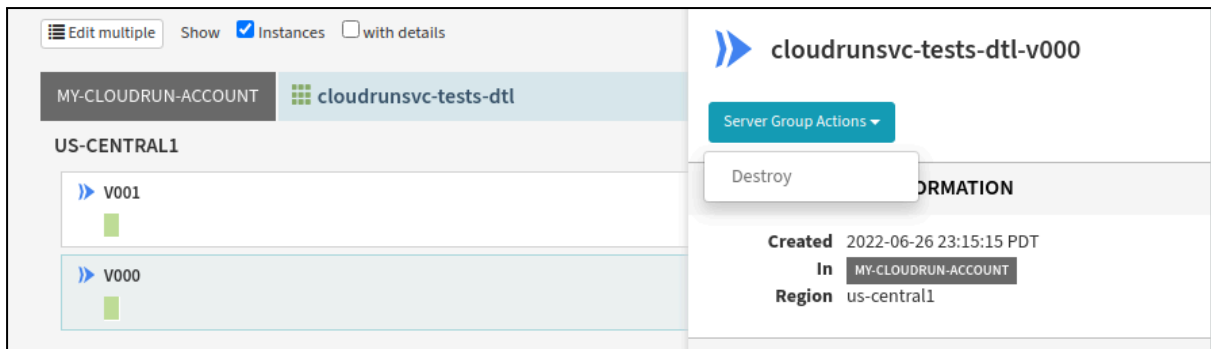 Edit multiple Show Instances with details
MY-CLOUDRUN-ACCOUNT cloudrunsvc-tests-dtl
US-CENTRAL1
V001
V000
cloudrunsvc-tests-dtl-v000
Server Group Actions
Destroy
ORMATION
Created 2022-06-26 23:15:15 PDT
In MY-CLOUDRUN-ACCOUNT
Region us-central1